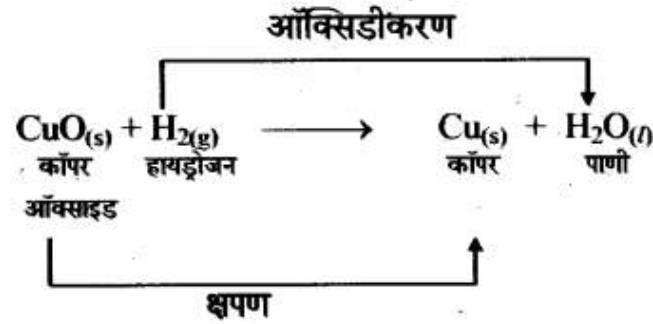 ऑक्सिडीकरण
CuO(s) + H2(g) ⟶ Cu(s) + H2O(l)
कॉपर हायड्रोजन कॉपर पाणी
ऑक्साइड
क्षपण